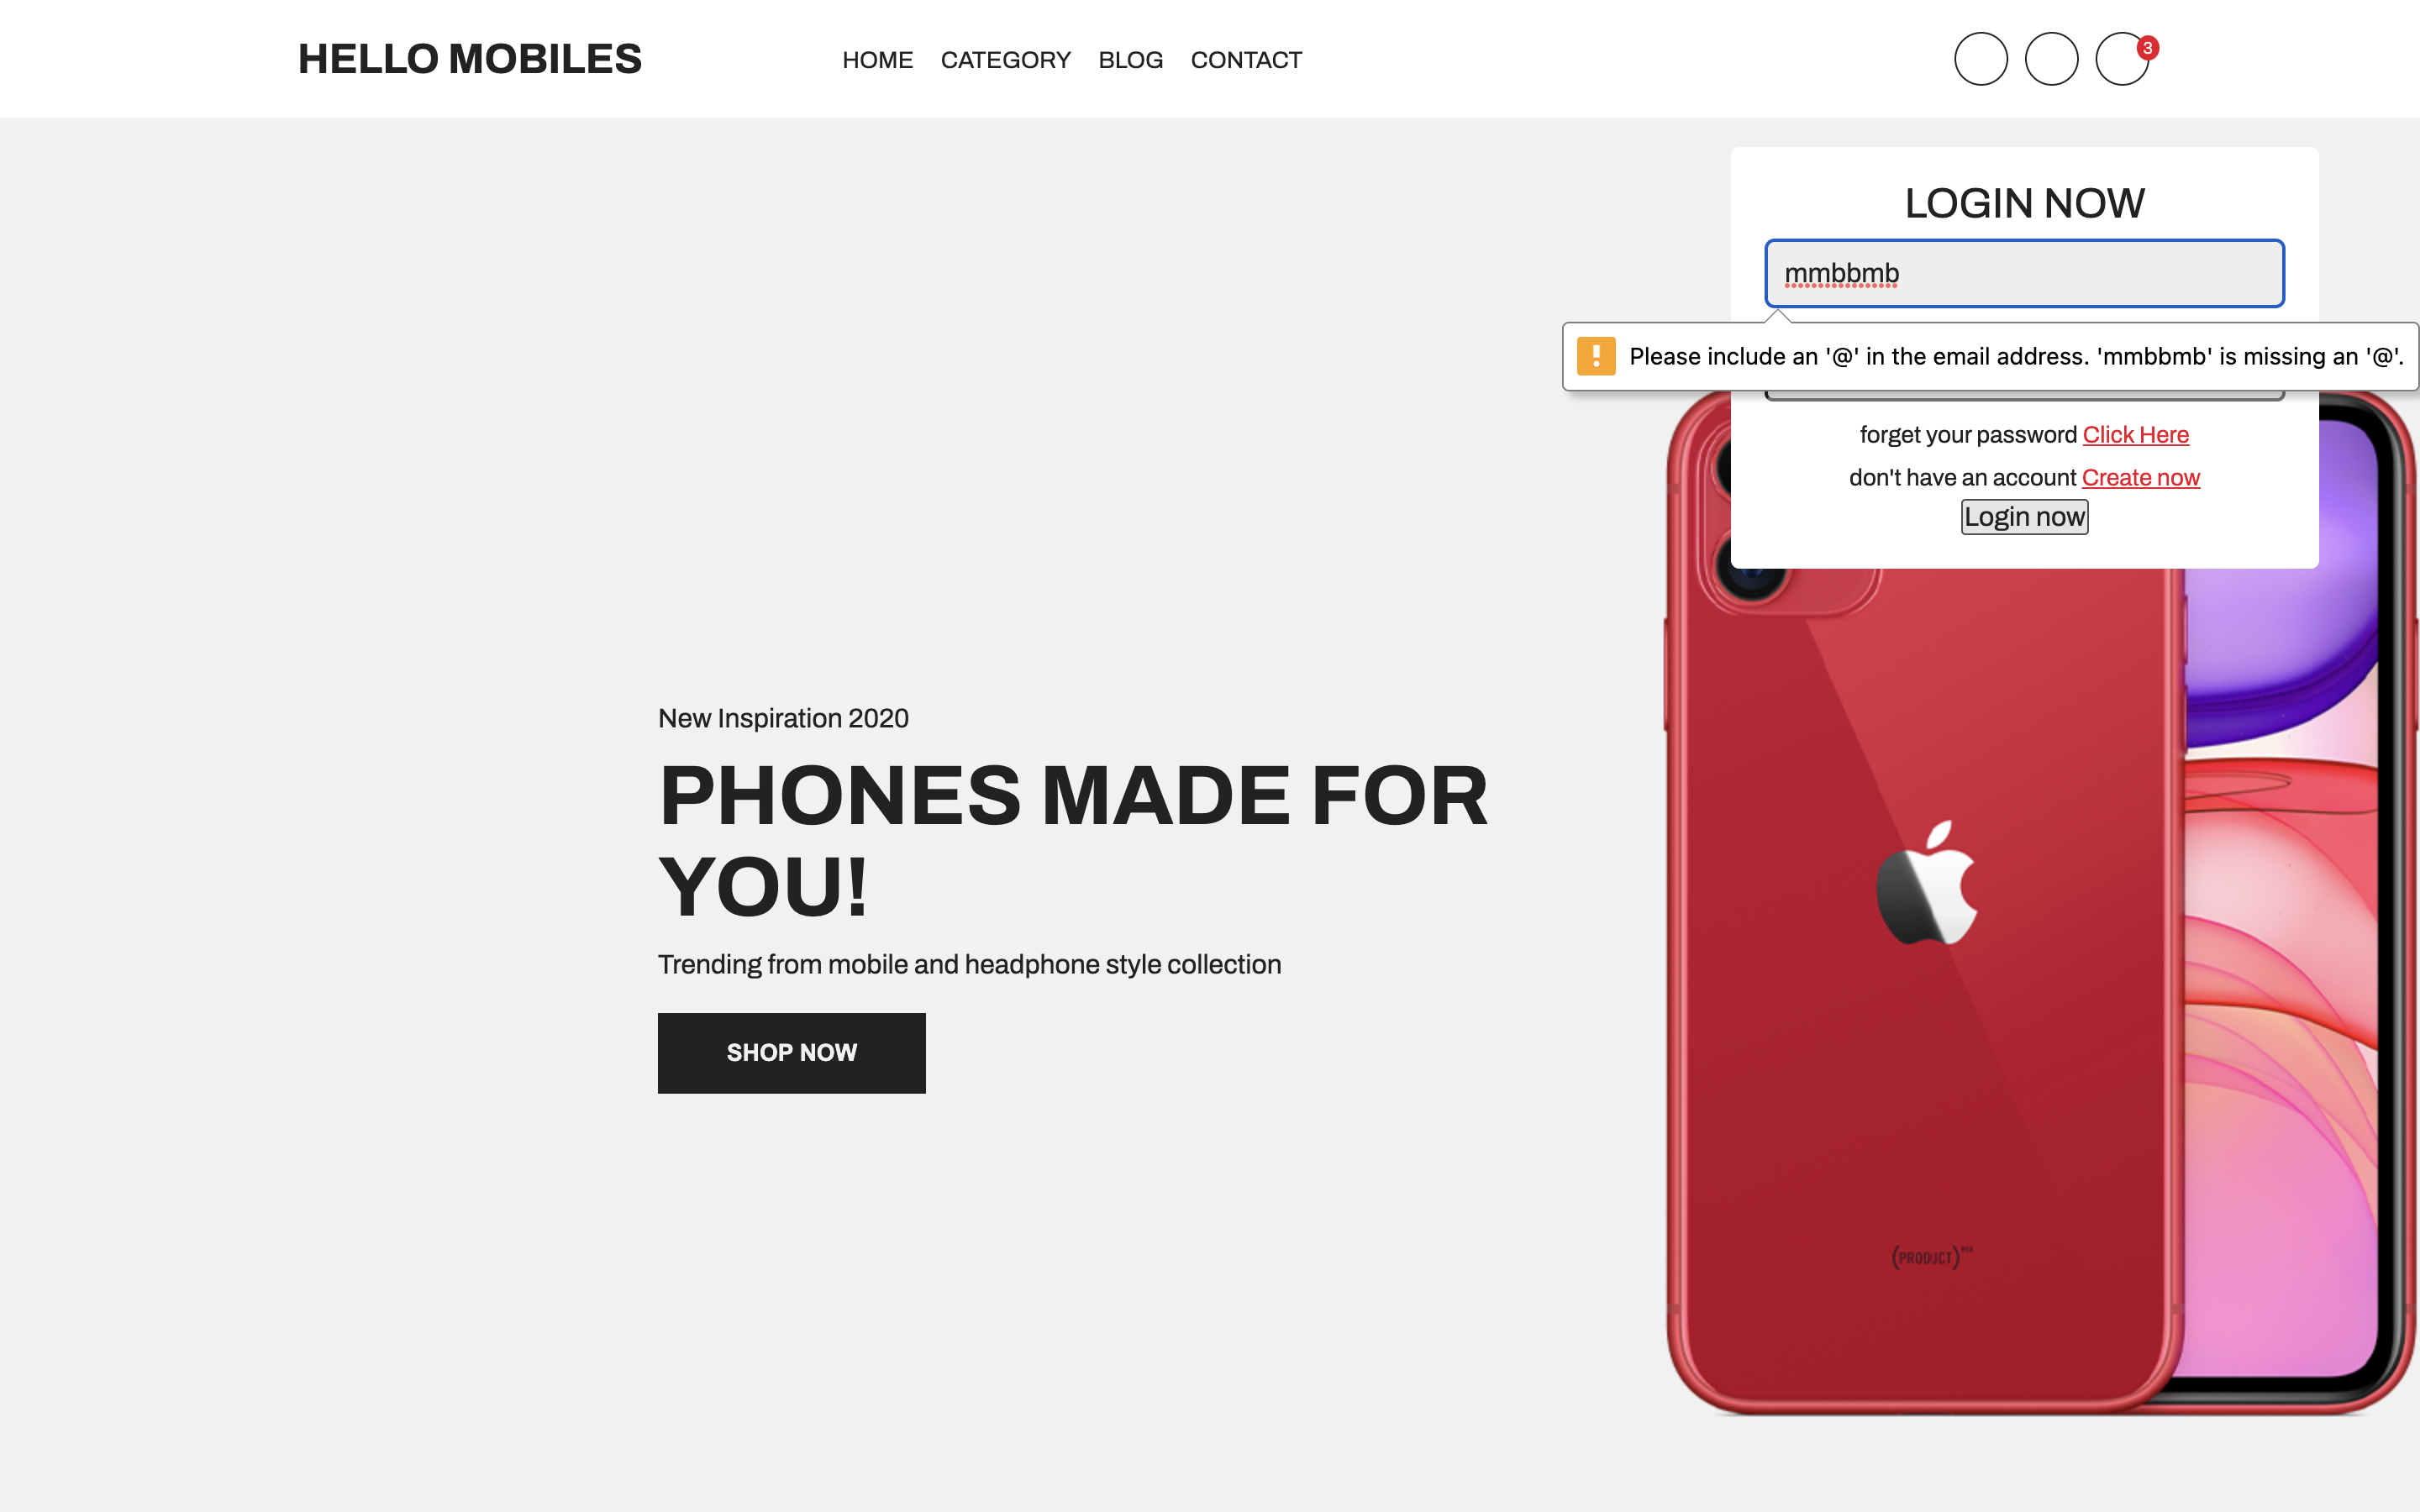 HELLO MOBILES
HOME CATEGORY BLOG CONTACT
3
LOGIN NOW
mmbbmb
Please include an '@' in the email address. 'mmbbmb' is missing an '@'.
forget your password Click Here
don't have an account Create now
Login now
New Inspiration 2020
PHONES MADE FOR
YOU!
Trending from mobile and headphone style collection
SHOP NOW
(PRODUCT)RED